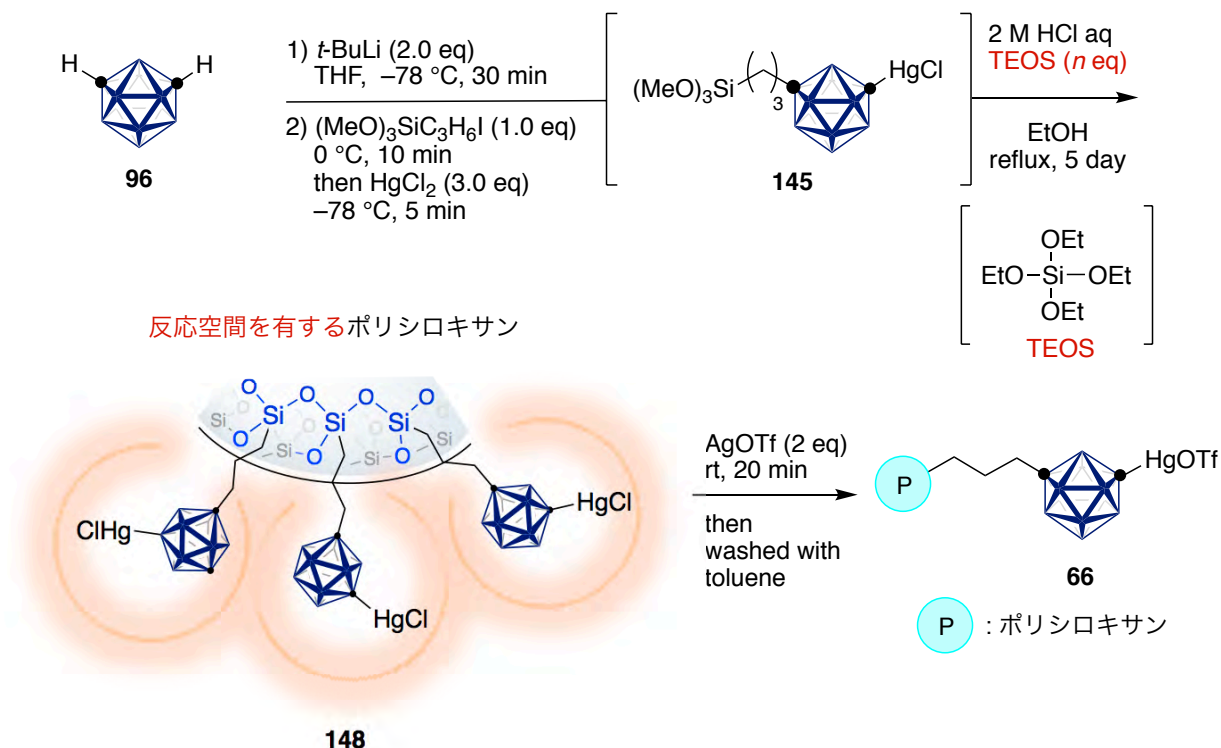 H
H
96
1) t-BuLi (2.0 eq)
THF, –78 °C, 30 min
2) (MeO)₃SiC₃H₆I (1.0 eq)
0 °C, 10 min
then HgCl₂ (3.0 eq)
–78 °C, 5 min
(MeO)₃Si
3
HgCl
145
2 M HCl aq
TEOS (n eq)
EtOH
reflux, 5 day
OEt
EtO–Si–OEt
OEt
TEOS
反応空間を有するポリシロキサン
O O O O
Si Si Si
O O O
Si O O O
Si Si Si
ClHg
HgCl
HgCl
148
AgOTf (2 eq)
rt, 20 min
then
washed with
toluene
P
HgOTf
66
P : ポリシロキサン